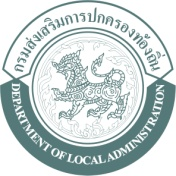 กรมส่งเสริมการปกครองท้องถิ่น
DEPARTMENT OF LOCAL ADMINISTRATION